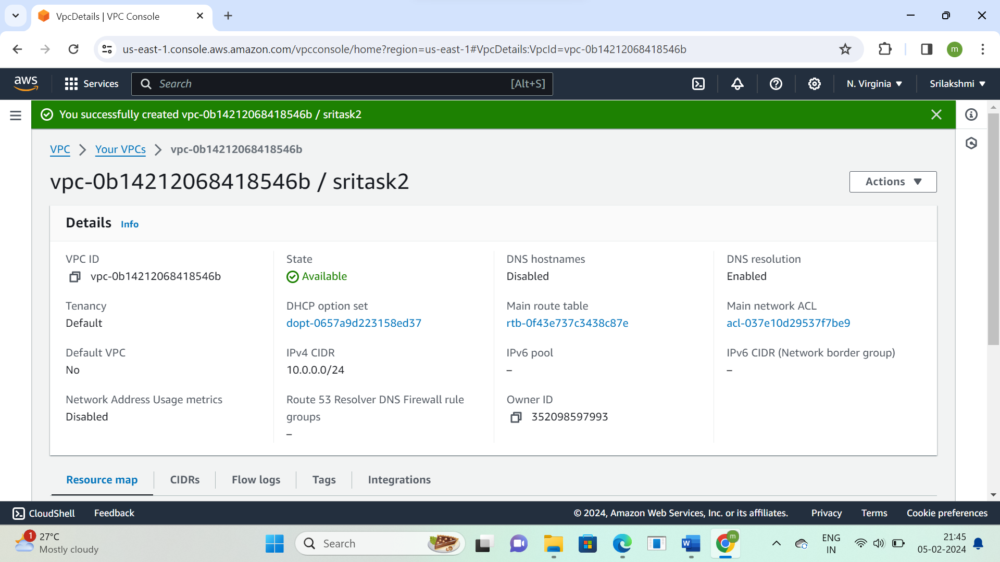 VpcDetails | VPC Console
us-east-1.console.aws.amazon.com/vpcconsole/home?region=us-east-1#VpcDetails:VpcId=vpc-0b14212068418546b
m
aws
Services
Search
[Alt+S]
N. Virginia
Srilakshmi
You successfully created vpc-0b14212068418546b / sritask2
VPC
Your VPCs
vpc-0b14212068418546b
vpc-0b14212068418546b / sritask2
Actions
Details
Info
VPC ID
vpc-0b14212068418546b
State
Available
DNS hostnames
Disabled
DNS resolution
Enabled
Tenancy
Default
DHCP option set
dopt-0657a9d223158ed37
Main route table
rtb-0f43e737c3438c87e
Main network ACL
acl-037e10d29537f7be9
Default VPC
No
IPv4 CIDR
10.0.0.0/24
IPv6 pool
–
IPv6 CIDR (Network border group)
–
Network Address Usage metrics
Disabled
Route 53 Resolver DNS Firewall rule
groups
–
Owner ID
352098597993
Resource map
CIDRs
Flow logs
Tags
Integrations
CloudShell
Feedback
© 2024, Amazon Web Services, Inc. or its affiliates.
Privacy
Terms
Cookie preferences
1
27°C
Mostly cloudy
Search
W
m
ENG
IN
21:45
05-02-2024